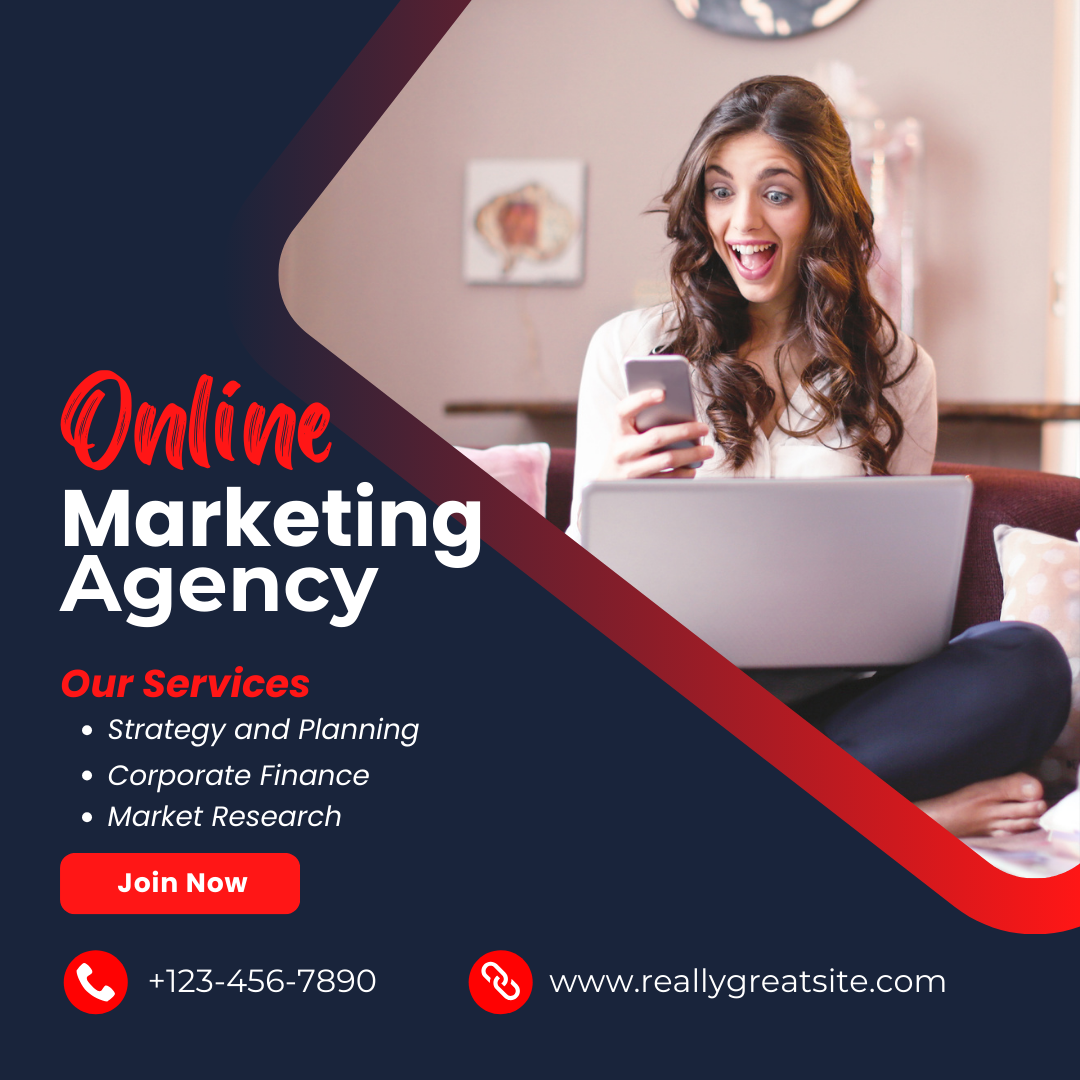 Online
Marketing
Agency
Our Services
• Strategy and Planning
• Corporate Finance
• Market Research
Join Now
+123-456-7890
www.reallygreatsite.com